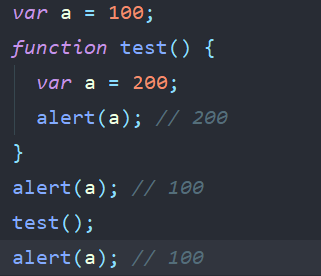 var a = 100;
function test() {
  var a = 200;
  alert(a); // 200
}
alert(a); // 100
test();
alert(a); // 100